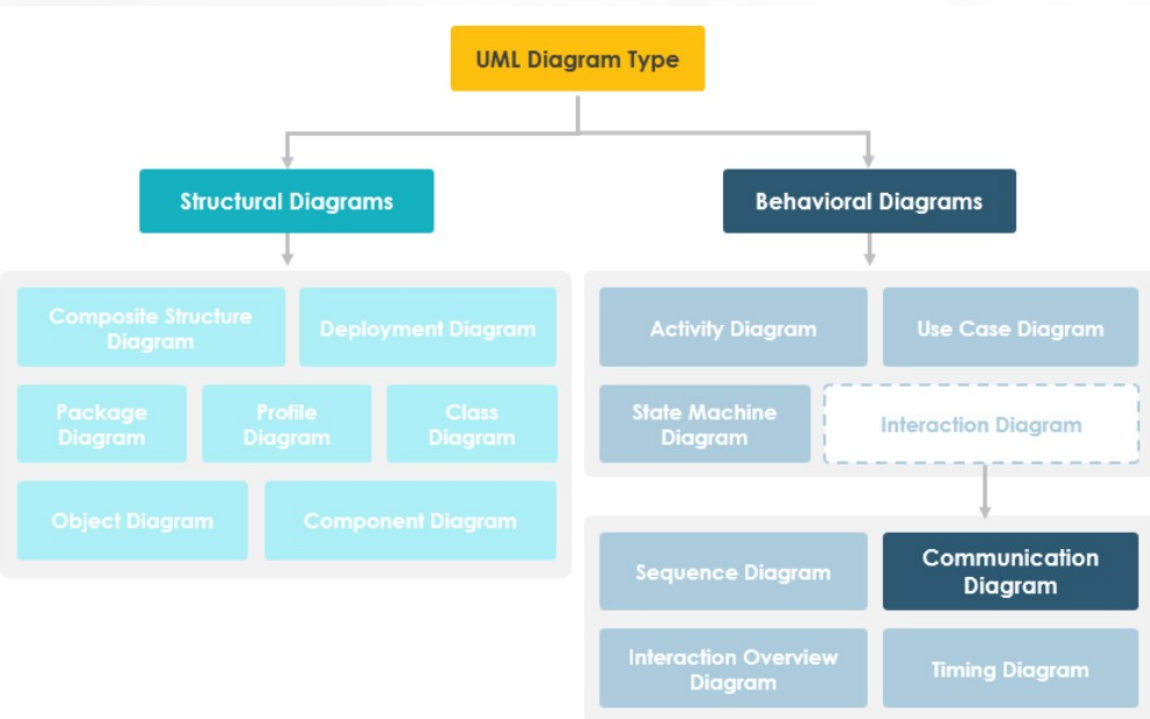 UML Diagram Type
Structural Diagrams
Behavioral Diagrams
Composite Structure
Diagram
Deployment Diagram
Package
Diagram
Profile
Diagram
Class
Diagram
Object Diagram
Component Diagram
Activity Diagram
Use Case Diagram
State Machine
Diagram
Interaction Diagram
Sequence Diagram
Communication
Diagram
Interaction Overview
Diagram
Timing Diagram